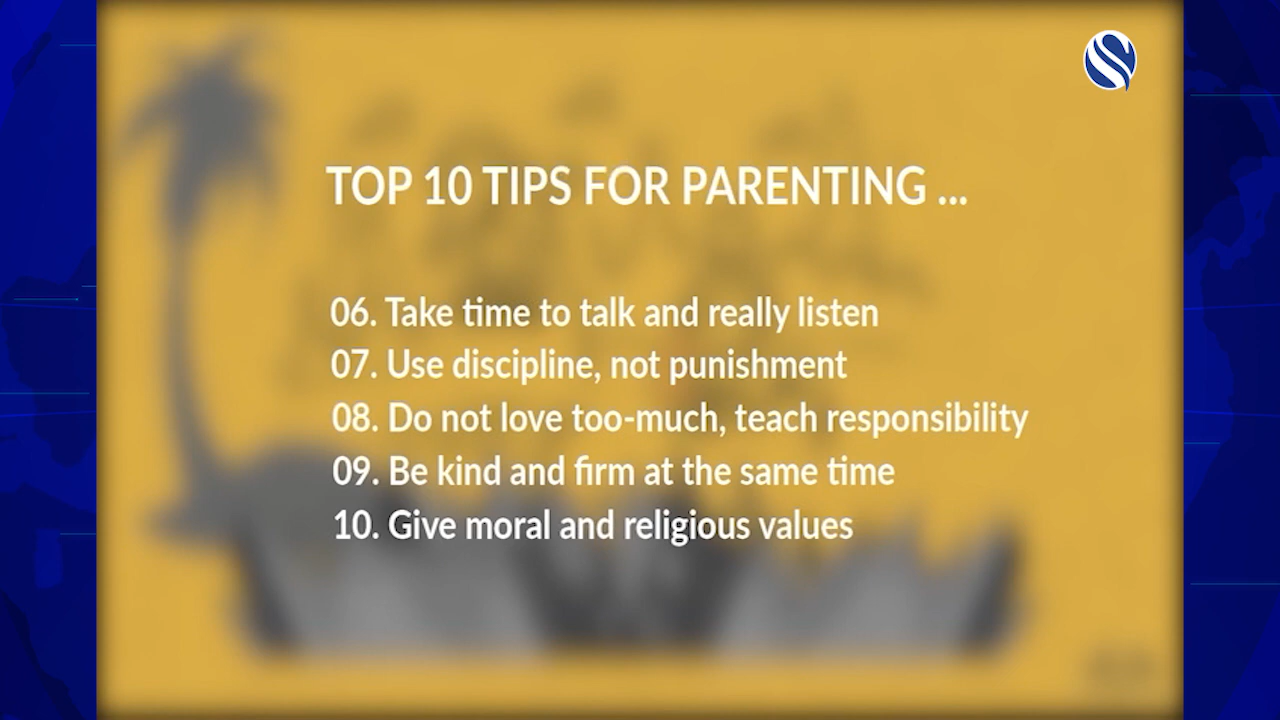 TOP 10 TIPS FOR PARENTING ...
06. Take time to talk and really listen
07. Use discipline, not punishment
08. Do not love too-much, teach responsibility
09. Be kind and firm at the same time
10. Give moral and religious values